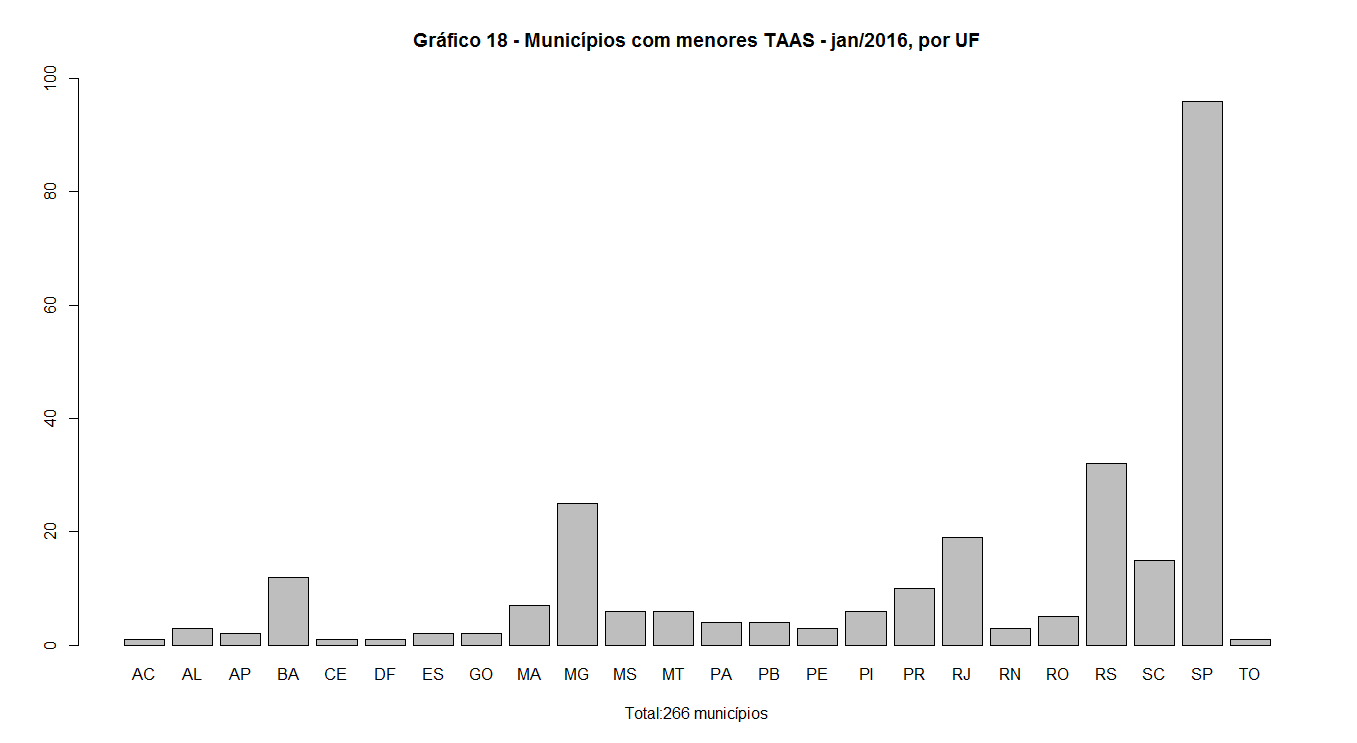 Gráfico 18 - Municípios com menores TAAS - jan/2016, por UF
100
80
60
40
20
0
AC AL AP BA CE DF ES GO MA MG MS MT PA PB PE PI PR RJ RN RO RS SC SP TO
Total:266 municípios